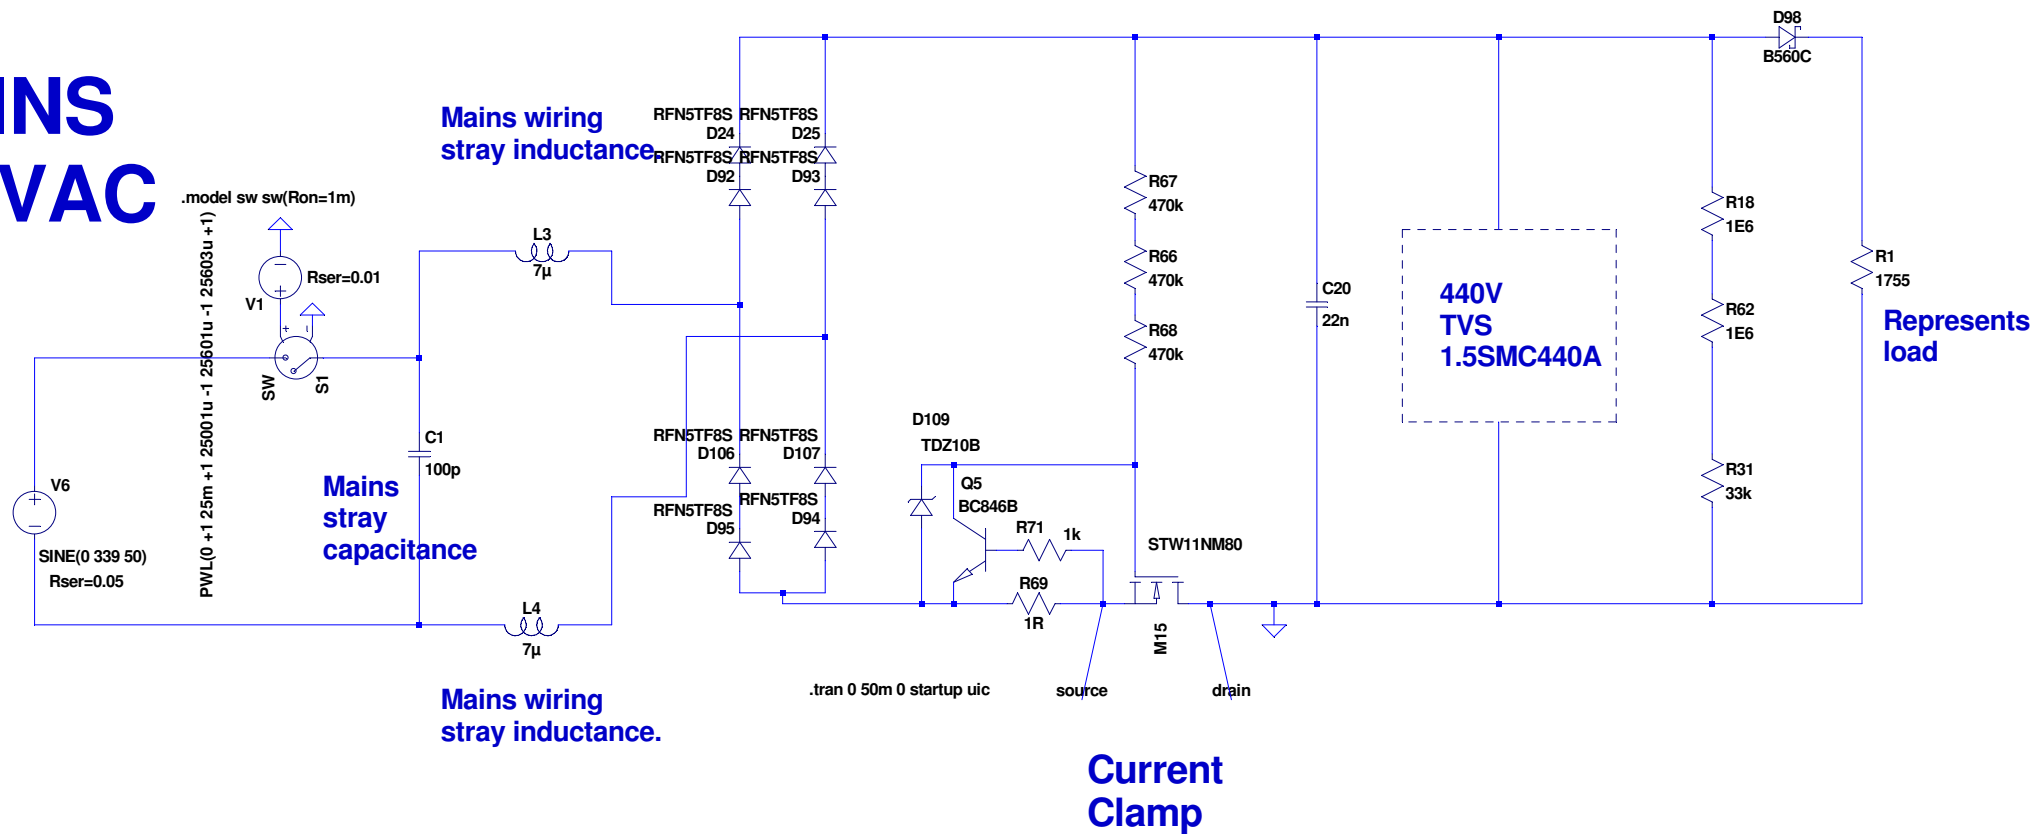 INS
VAC
.model sw sw(Ron=1m)
PWL(0 +1 25m +1 25001u -1 25601u -1 25603u +1)
Rser=0.01
V1
SW
S1
V6
SINE(0 339 50)
Rser=0.05
C1
100p
Mains
stray
capacitance
L3
7µ
L4
7µ
Mains wiring
stray inductance.
Mains wiring
stray inductance.
RFN5TF8S RFN5TF8S
D24 D25
RFN5TF8S RFN5TF8S
D92 D93
RFN5TF8S RFN5TF8S
D106 D107
RFN5TF8S RFN5TF8S
D95 D94
D109
TDZ10B
Q5
BC846B
R71 1k
R69
1R
R67
470k
R66
470k
R68
470k
STW11NM80
M15
source
drain
.tran 0 50m 0 startup uic
Current
Clamp
C20
22n
440V
TVS
1.5SMC440A
R18
1E6
R62
1E6
R31
33k
D98
B560C
R1
1755
Represents
load